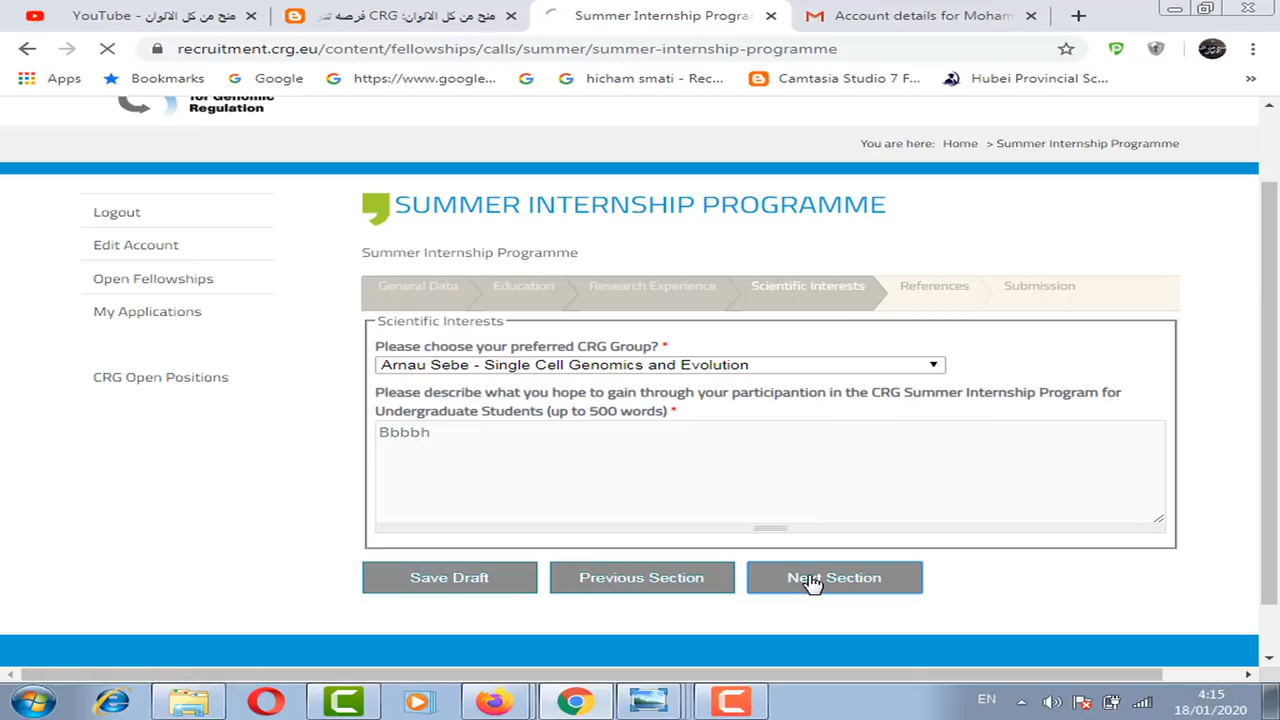 YouTube - منح من كل الالوان
منح من كل الالوان: CRG فرصه تدر
Summer Internship Progra
Account details for Moham
recruitment.crg.eu/content/fellowships/calls/summer/summer-internship-programme
Apps
Bookmarks
Google
https://www.google...
hicham smati - Rec...
Camtasia Studio 7 F...
Hubei Provincial Sc...
»
for Genomic
Regulation
You are here: Home > Summer Internship Programme
Logout
Edit Account
Open Fellowships
My Applications
CRG Open Positions
SUMMER INTERNSHIP PROGRAMME
Summer Internship Programme
General Data
Education
Research Experience
Scientific Interests
References
Submission
Scientific Interests
Please choose your preferred CRG Group? *
Arnau Sebe - Single Cell Genomics and Evolution
Please describe what you hope to gain through your participantion in the CRG Summer Internship Program for
Undergraduate Students (up to 500 words) *
Bbbbh
Save Draft
Previous Section
Next Section
EN
4:15
18/01/2020